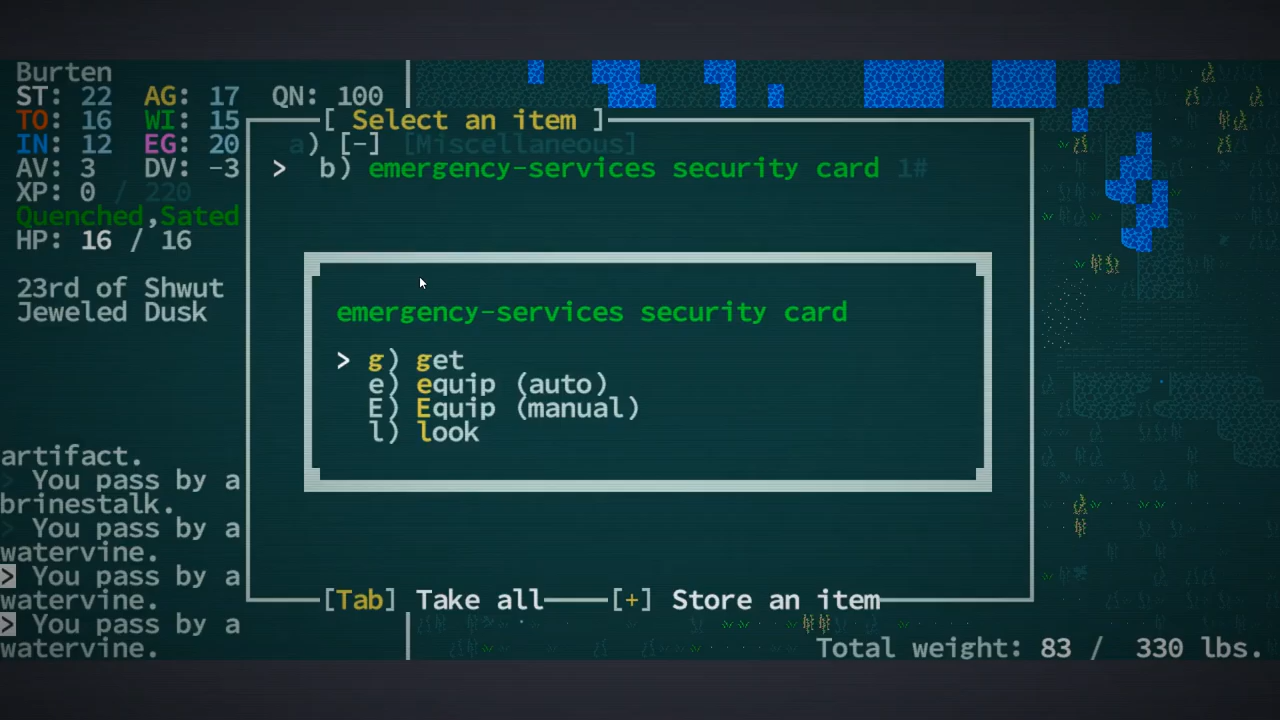 Burten
ST: 22 AG: 17 QN: 100
TO: 16 WI: 15
IN: 12 EG: 20
AV: 3 DV: -3
XP: 0 / 220
Quenched,Sated
HP: 16 / 16
23rd of Shwut
Jeweled Dusk
artifact.
> You pass by a
brinestalk.
> You pass by a
watervine.
> You pass by a
watervine.
> You pass by a
watervine.
[ Select an item ]
a) [-] [Miscellaneous]
> b) emergency-services security card 1#
emergency-services security card
> g) get
e) equip (auto)
E) Equip (manual)
l) look
[Tab] Take all [+] Store an item
Total weight: 83 / 330 lbs.